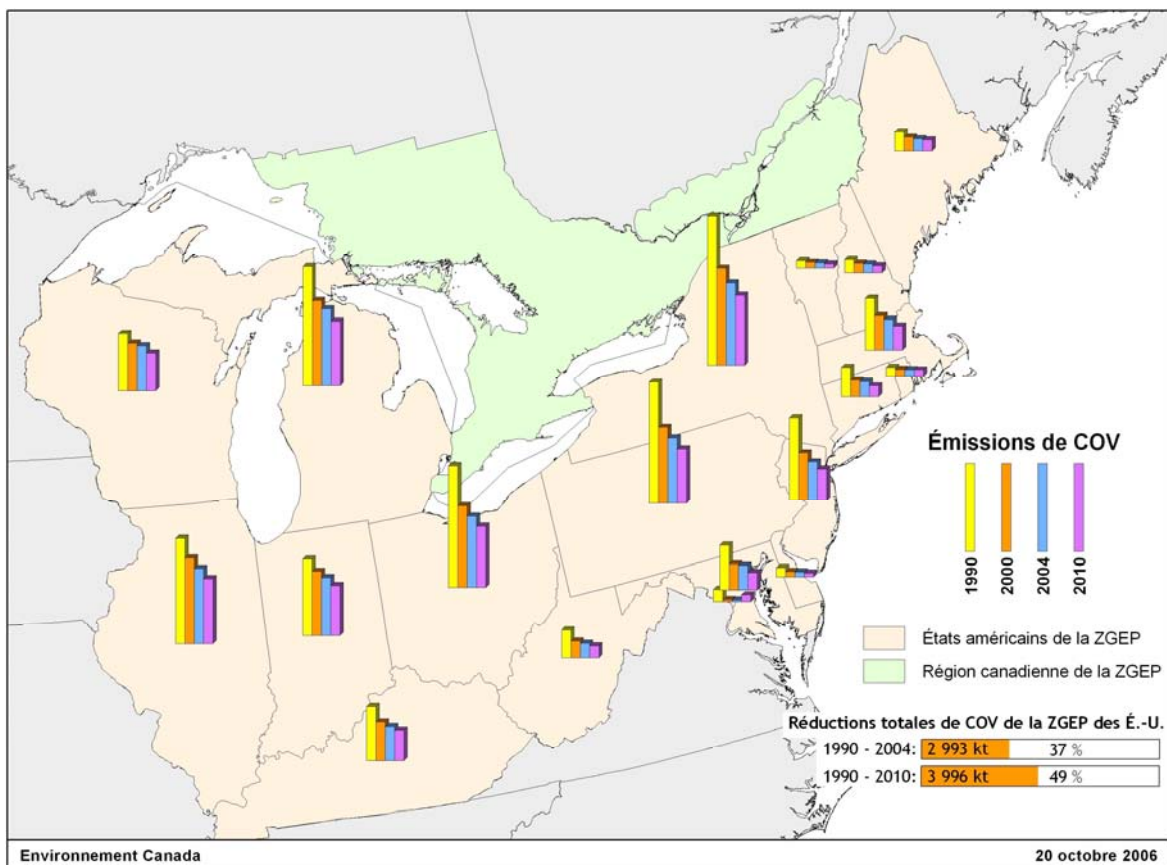 Émissions de COV
1990
2000
2004
2010
États américains de la ZGEP
Région canadienne de la ZGEP
Réductions totales de COV de la ZGEP des É.-U.
1990 - 2004: 2 993 kt 37 %
1990 - 2010: 3 996 kt 49 %
Environnement Canada 20 octobre 2006